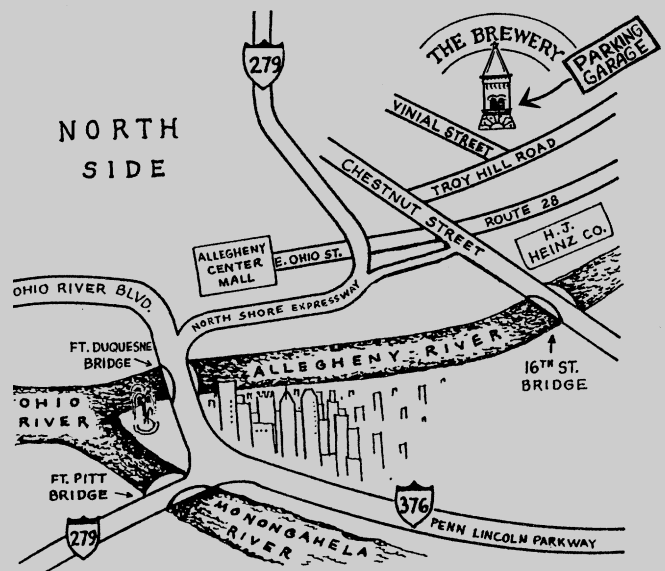 THE BREWERY
PARKING
GARAGE
279
NORTH
SIDE
VINIAL STREET
TROY HILL ROAD
CHESTNUT STREET
ROUTE 28
H.J.
HEINZ CO.
ALLEGHENY
CENTER
MALL
E. OHIO ST.
OHIO RIVER BLVD.
NORTH SHORE EXPRESSWAY
FT. DUQUESNE
BRIDGE
ALLEGHENY RIVER
16TH ST.
BRIDGE
OHIO
RIVER
FT. PITT
BRIDGE
376
PENN LINCOLN PARKWAY
279
MONONGAHELA
RIVER